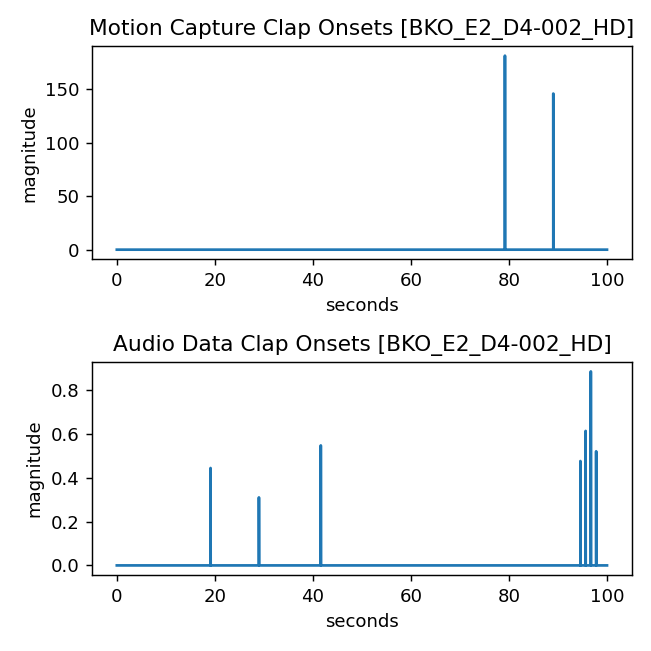 Motion Capture Clap Onsets [BKO_E2_D4-002_HD]
150
100
50
0
magnitude
0 20 40 60 80 100
seconds
Audio Data Clap Onsets [BKO_E2_D4-002_HD]
0.8
0.6
0.4
0.2
0.0
magnitude
0 20 40 60 80 100
seconds